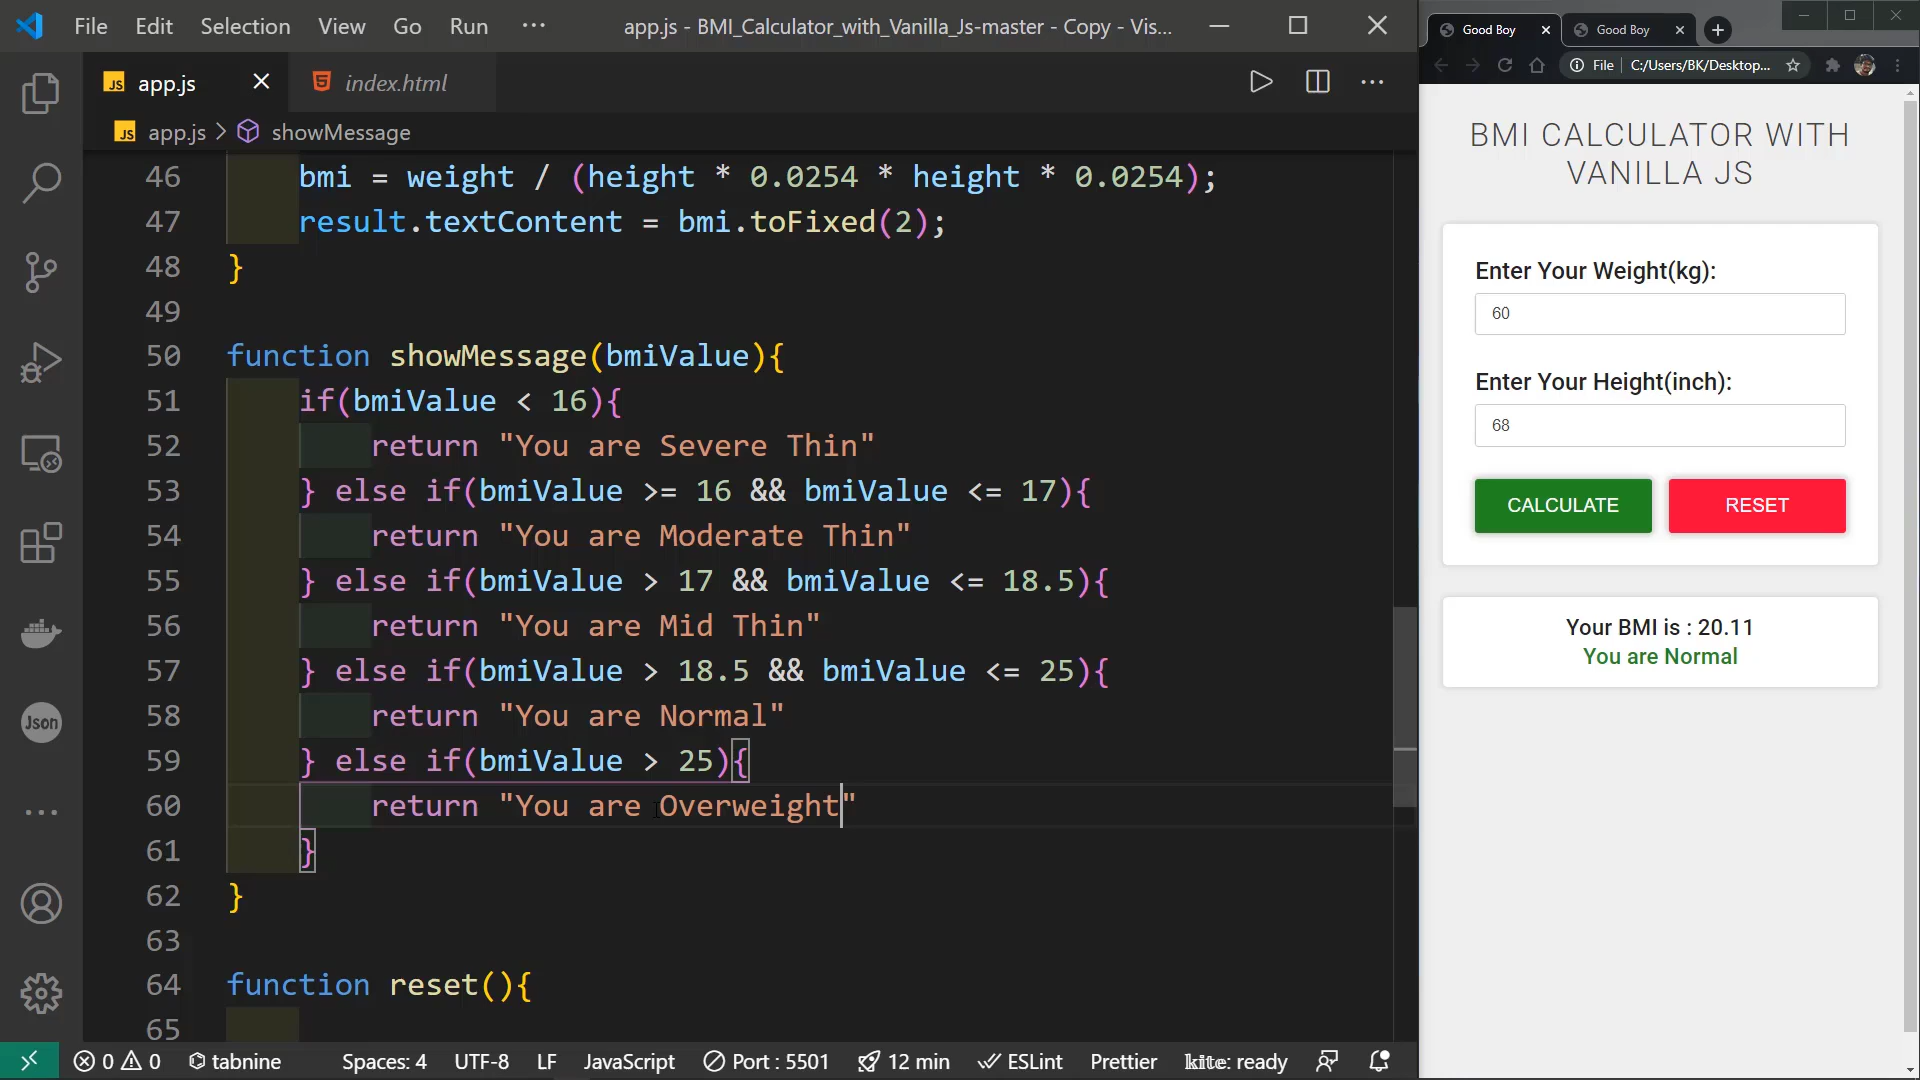 File Edit Selection View Go Run ··· app.js - BMI_Calculator_with_Vanilla_Js-master - Copy - Vis...
JS app.js index.html
JS app.js > showMessage
46 bmi = weight / (height * 0.0254 * height * 0.0254);
47 result.textContent = bmi.toFixed(2);
48 }
49
50 function showMessage(bmiValue){
51 if(bmiValue < 16){
52 return "You are Severe Thin"
53 } else if(bmiValue >= 16 && bmiValue <= 17){
54 return "You are Moderate Thin"
55 } else if(bmiValue > 17 && bmiValue <= 18.5){
56 return "You are Mid Thin"
57 } else if(bmiValue > 18.5 && bmiValue <= 25){
58 return "You are Normal"
59 } else if(bmiValue > 25){
60 return "You are Overweight"
61 }
62 }
63
64 function reset(){
65
Json
0 0 tabnine Spaces: 4 UTF-8 LF JavaScript Port : 5501 12 min ESLint Prettier kite: ready
Good Boy Good Boy
File C:/Users/BK/Desktop...
BMI CALCULATOR WITH
VANILLA JS
Enter Your Weight(kg):
60
Enter Your Height(inch):
68
CALCULATE RESET
Your BMI is : 20.11
You are Normal